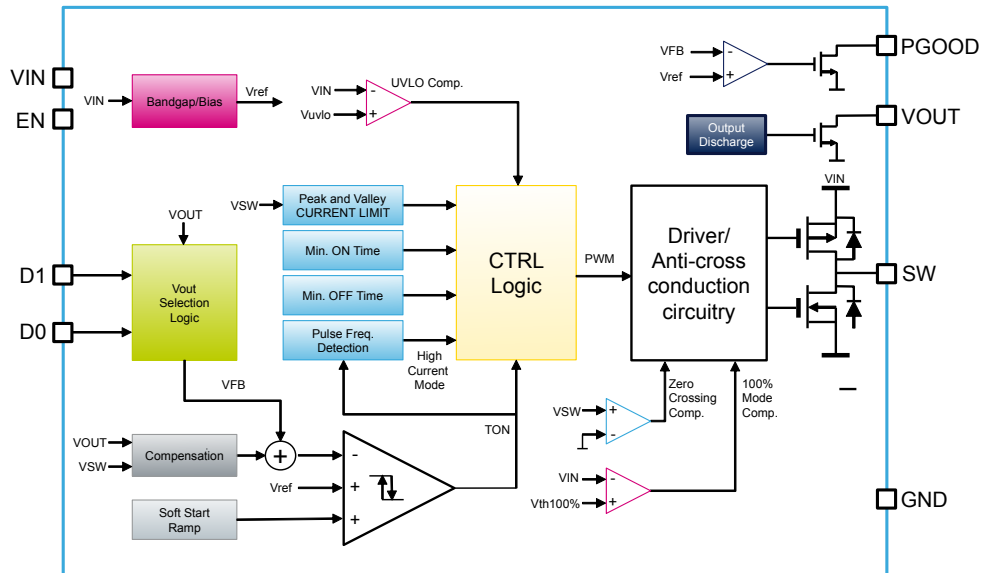 PGOOD
VFB
-
Vref
+
VIN
VIN
Bandgap/Bias
Vref
EN
UVLO Comp.
VIN
-
Vuvlo
+
VOUT
Output
Discharge
VIN
VSW
Peak and Valley
CURRENT LIMIT
Min. ON Time
Min. OFF Time
Pulse Freq.
Detection
High
Current
Mode
CTRL
Logic
PWM
Driver/
Anti-cross
conduction
circuitry
SW
VOUT
D1
D0
Vout
Selection
Logic
VFB
VOUT
VSW
Compensation
+
-
Vref
+
+
Soft Start
Ramp
TON
Zero
Crossing
Comp.
100%
Mode
Comp.
VSW
+
-
VIN
-
Vth100%
+
GND